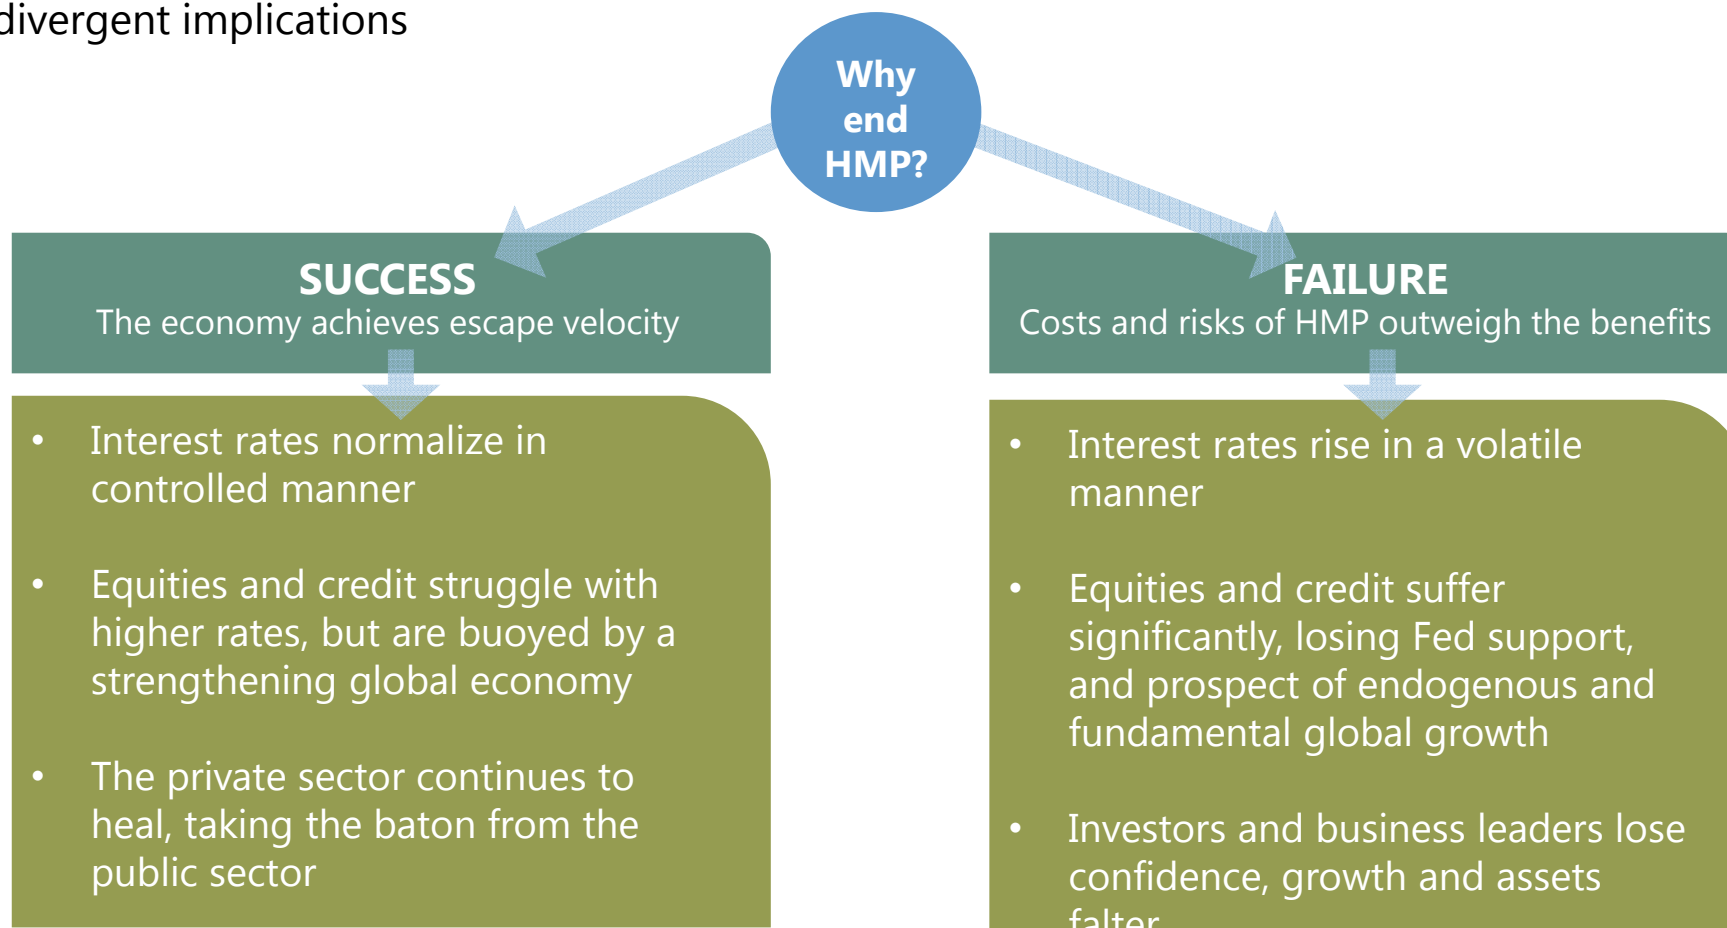 divergent implications
Why
end
HMP?
SUCCESS
The economy achieves escape velocity
• Interest rates normalize in
controlled manner
• Equities and credit struggle with
higher rates, but are buoyed by a
strengthening global economy
• The private sector continues to
heal, taking the baton from the
public sector
FAILURE
Costs and risks of HMP outweigh the benefits
• Interest rates rise in a volatile
manner
• Equities and credit suffer
significantly, losing Fed support,
and prospect of endogenous and
fundamental global growth
• Investors and business leaders lose
confidence, growth and assets
falter